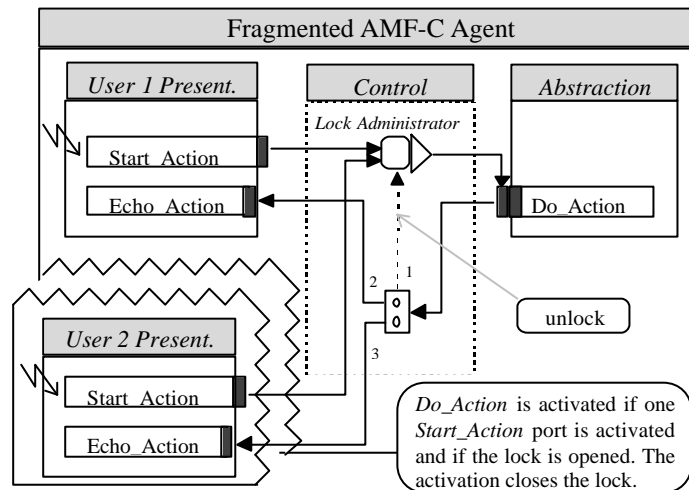 Fragmented AMF-C Agent
User 1 Present.
Control
Abstraction
Lock Administrator
Start_Action
Echo_Action
Do_Action
1
2
3
unlock
User 2 Present.
Start_Action
Echo_Action
Do_Action is activated if one
Start_Action port is activated
and if the lock is opened. The
activation closes the lock.